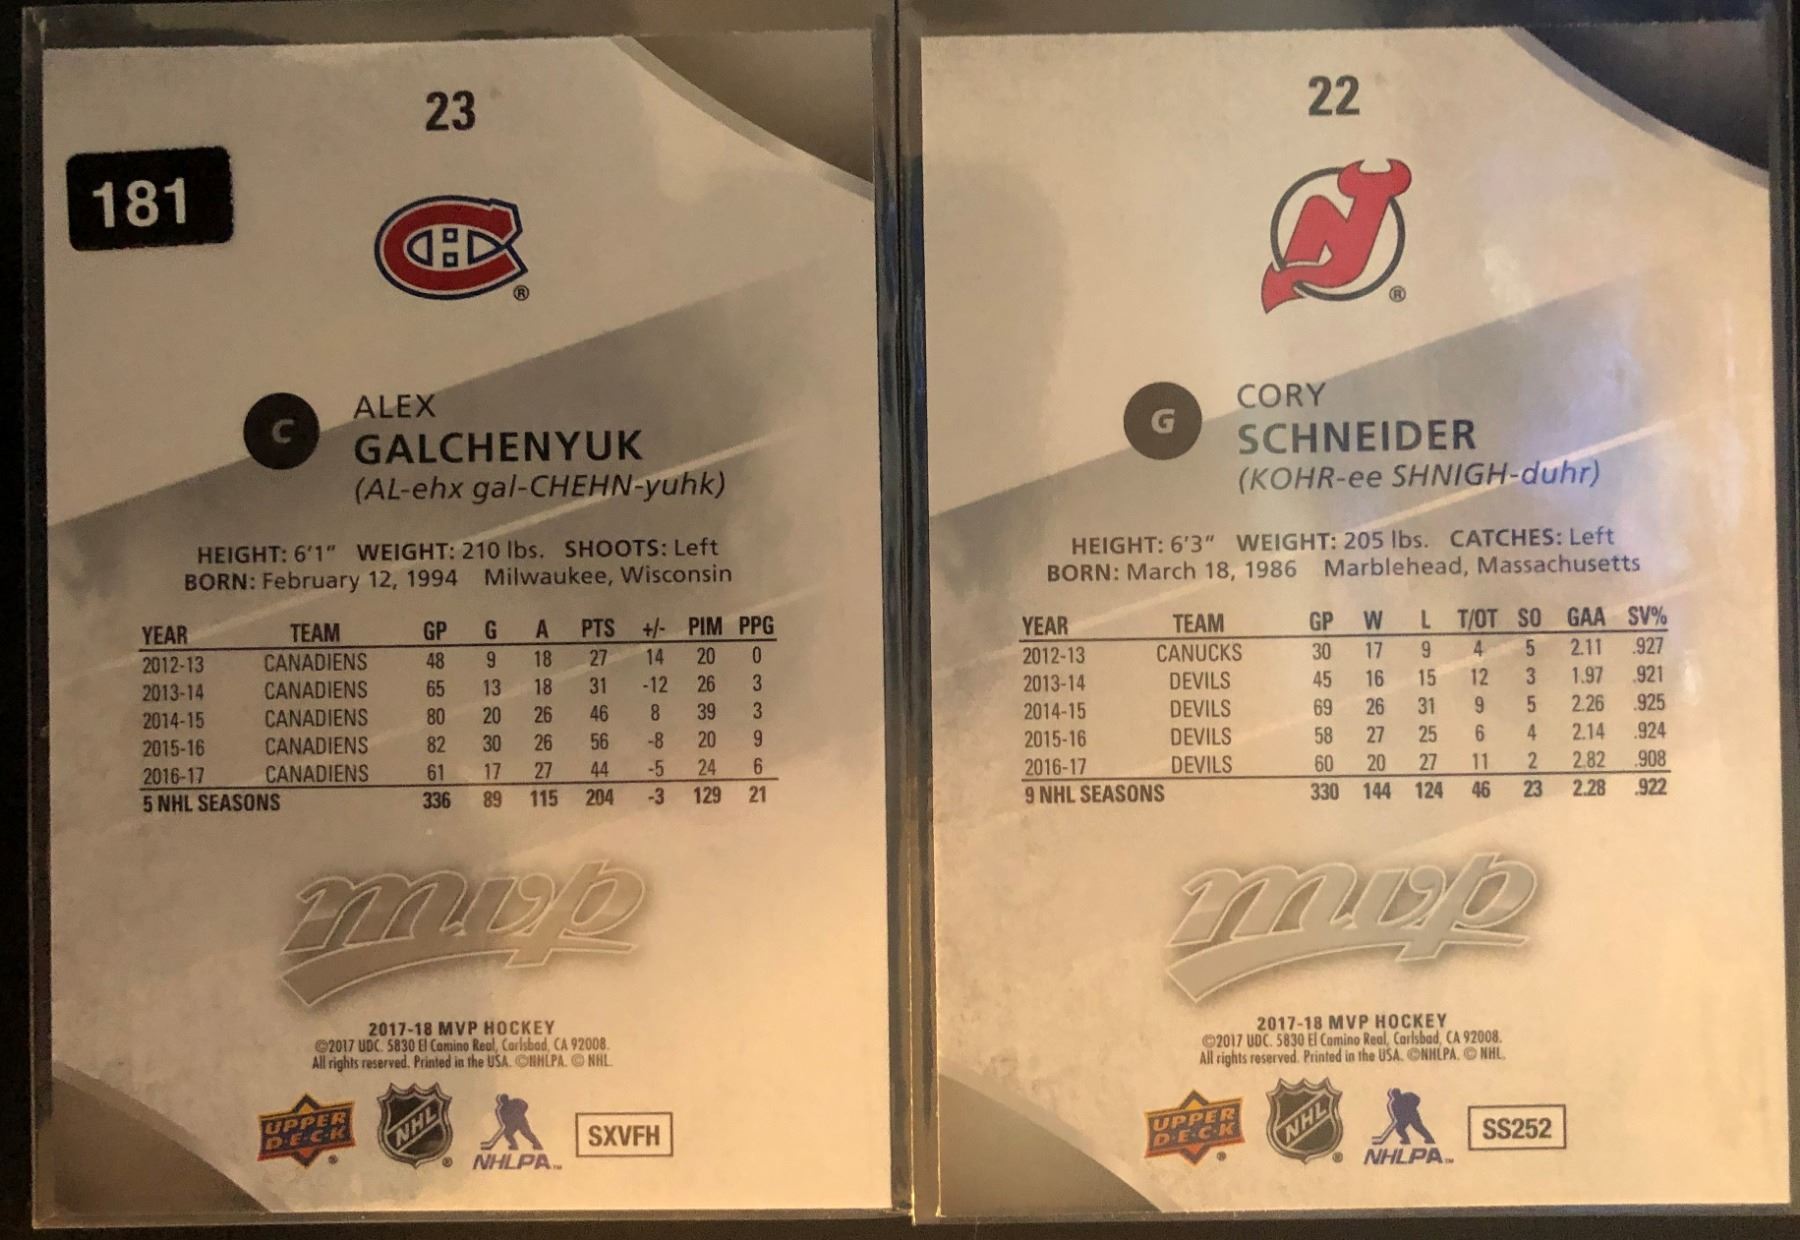 23
181
®
C
ALEX
GALCHENYUK
(AL-ehx gal-CHEHN-yuhk)
HEIGHT: 6'1" WEIGHT: 210 lbs. SHOOTS: Left
BORN: February 12, 1994 Milwaukee, Wisconsin
YEAR TEAM GP G A PTS +/- PIM PPG
2012-13 CANADIENS 48 9 18 27 14 20 0
2013-14 CANADIENS 65 13 18 31 -12 26 3
2014-15 CANADIENS 80 20 26 46 8 39 3
2015-16 CANADIENS 82 30 26 56 -8 20 9
2016-17 CANADIENS 61 17 27 44 -5 24 6
5 NHL SEASONS 336 89 115 204 -3 129 21
mvp
2017-18 MVP HOCKEY
©2017 UDC. 5830 El Camino Real, Carlsbad, CA 92008.
All rights reserved. Printed in the USA. ©NHLPA. © NHL.
UPPER DECK NHL NHLPA SXVFH
22
®
G
CORY
SCHNEIDER
(KOHR-ee SHNIGH-duhr)
HEIGHT: 6'3" WEIGHT: 205 lbs. CATCHES: Left
BORN: March 18, 1986 Marblehead, Massachusetts
YEAR TEAM GP W L T/OT SO GAA SV%
2012-13 CANUCKS 30 17 9 4 5 2.11 .927
2013-14 DEVILS 45 16 15 12 3 1.97 .921
2014-15 DEVILS 69 26 31 9 5 2.26 .925
2015-16 DEVILS 58 27 25 6 4 2.14 .924
2016-17 DEVILS 60 20 27 11 2 2.82 .908
9 NHL SEASONS 330 144 124 46 23 2.28 .922
mvp
2017-18 MVP HOCKEY
©2017 UDC. 5830 El Camino Real, Carlsbad, CA 92008.
All rights reserved. Printed in the USA. ©NHLPA. © NHL.
UPPER DECK NHL NHLPA SS252